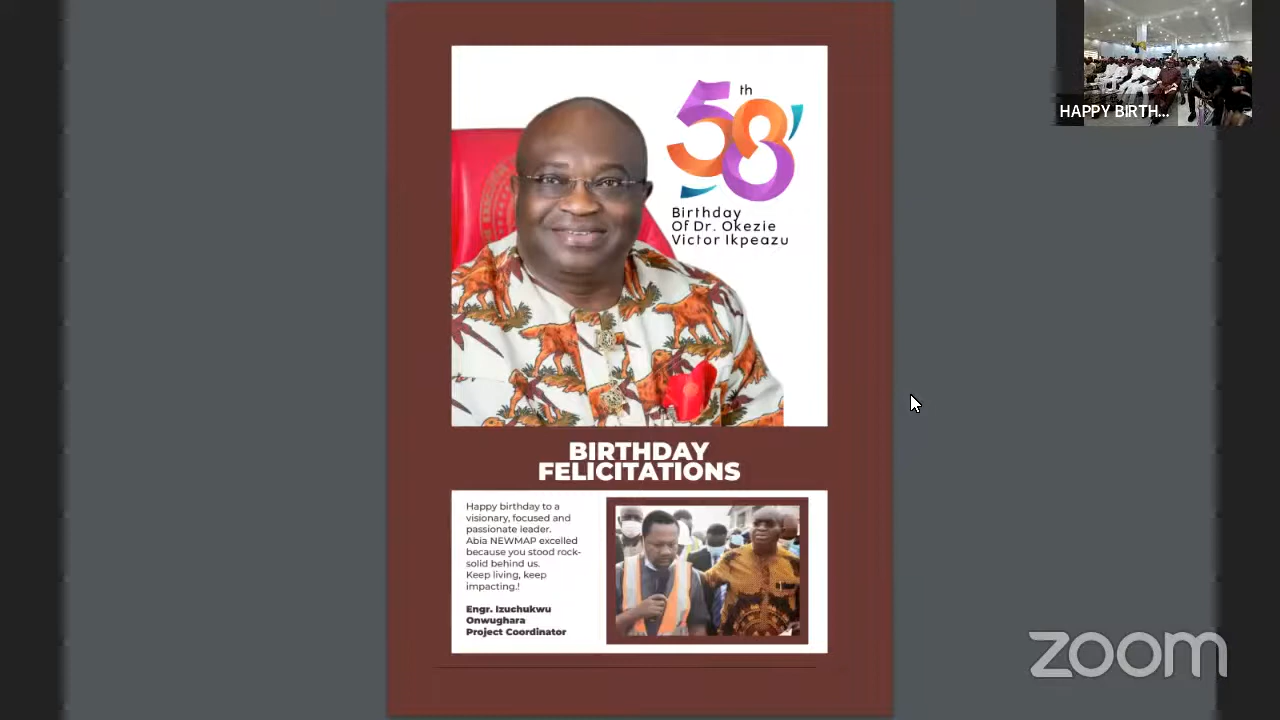 58th
Birthday
Of Dr. Okezie
Victor Ikpeazu
BIRTHDAY
FELICITATIONS
Happy birthday to a
visionary, focused and
passionate leader.
Abia NEWMAP excelled
because you stood rock-
solid behind us.
Keep living, keep
impacting.!
Engr. Izuchukwu
Onwughara
Project Coordinator
HAPPY BIRTH...
zoom